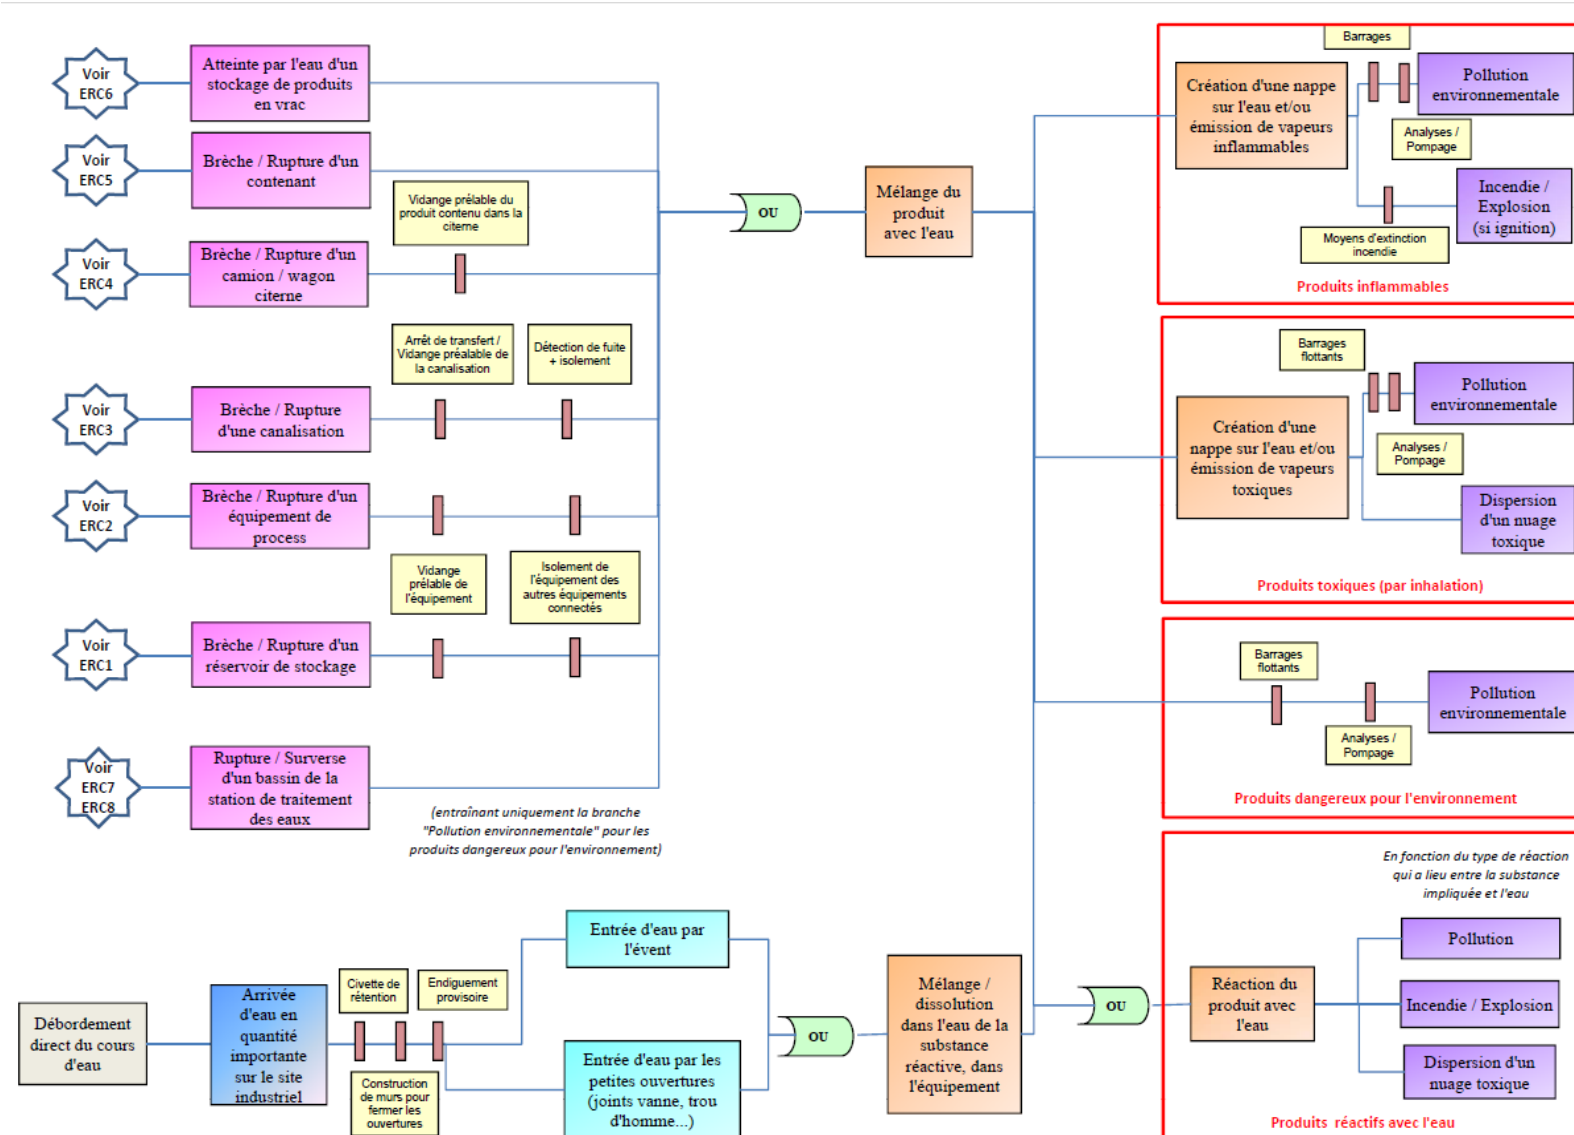 Voir
ERC6
Atteinte par l'eau d'un
stockage de produits
en vrac
Voir
ERC5
Brèche / Rupture d'un
contenant
Vidange prélable du
produit contenu dans la
citerne
Voir
ERC4
Brèche / Rupture d'un
camion / wagon
citerne
Arrêt de transfert /
Vidange préalable de
la canalisation
Détection de fuite
+ isolement
Voir
ERC3
Brèche / Rupture
d'une canalisation
Voir
ERC2
Brèche / Rupture d'un
équipement de
process
Vidange
prélable de
l'équipement
Isolement de
l'équipement des
autres équipements
connectés
Voir
ERC1
Brèche / Rupture d'un
réservoir de stockage
Voir
ERC7
ERC8
Rupture / Surverse
d'un bassin de la
station de traitement
des eaux
(entraînant uniquement la branche
"Pollution environnementale" pour les
produits dangereux pour l'environnement)
OU
Mélange du
produit
avec l'eau
Barrages
Création d'une nappe
sur l'eau et/ou
émission de vapeurs
inflammables
Pollution
environnementale
Analyses /
Pompage
Incendie /
Explosion
(si ignition)
Moyens d'extinction
incendie
Produits inflammables
Barrages
flottants
Création d'une
nappe sur l'eau et/ou
émission de vapeurs
toxiques
Pollution
environnementale
Analyses /
Pompage
Dispersion
d'un nuage
toxique
Produits toxiques (par inhalation)
Barrages
flottants
Pollution
environnementale
Analyses /
Pompage
Produits dangereux pour l'environnement
Débordement
direct du cours
d'eau
Arrivée
d'eau en
quantité
importante
sur le site
industriel
Civette de
rétention
Endiguement
provisoire
Construction
de murs pour
fermer les
ouvertures
Entrée d'eau par
l'évent
Entrée d'eau par les
petites ouvertures
(joints vanne, trou
d'homme...)
OU
Mélange /
dissolution
dans l'eau de la
substance
réactive, dans
l'équipement
OU
Réaction du
produit avec
l'eau
En fonction du type de réaction
qui a lieu entre la substance
impliquée et l'eau
Pollution
Incendie / Explosion
Dispersion d'un
nuage toxique
Produits réactifs avec l'eau